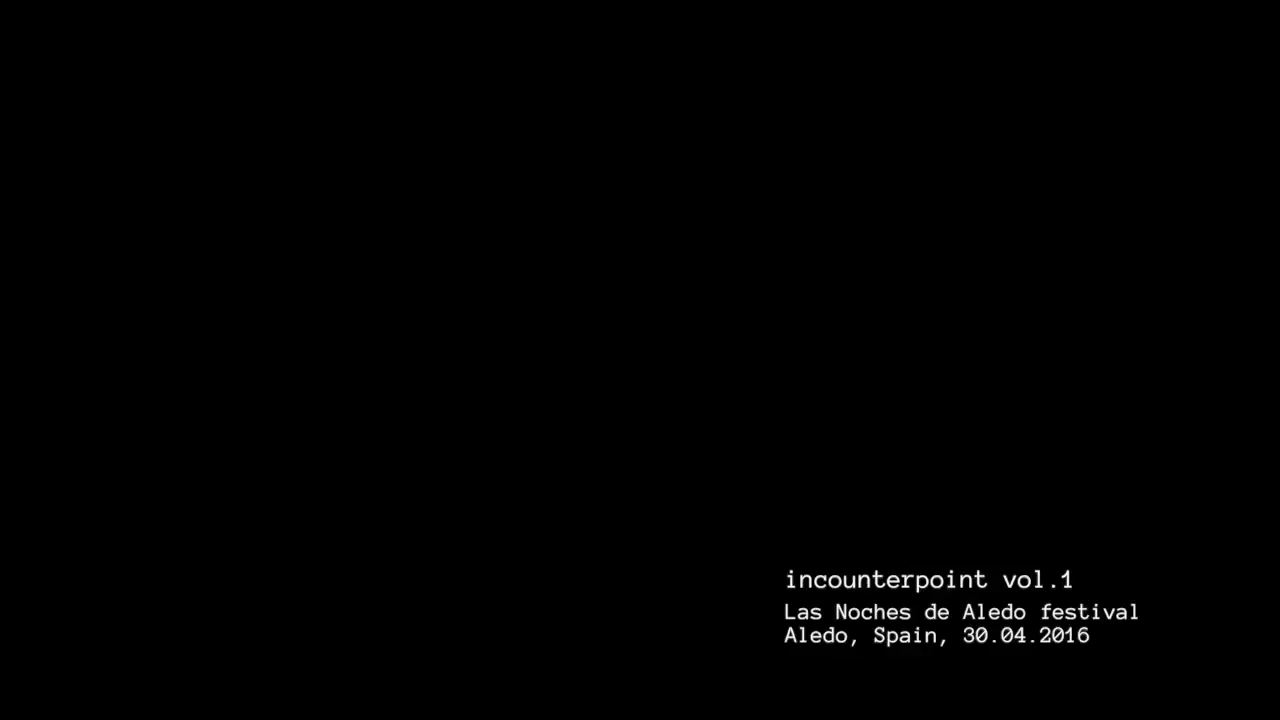 incounterpoint vol.1
Las Noches de Aledo festival
Aledo, Spain, 30.04.2016